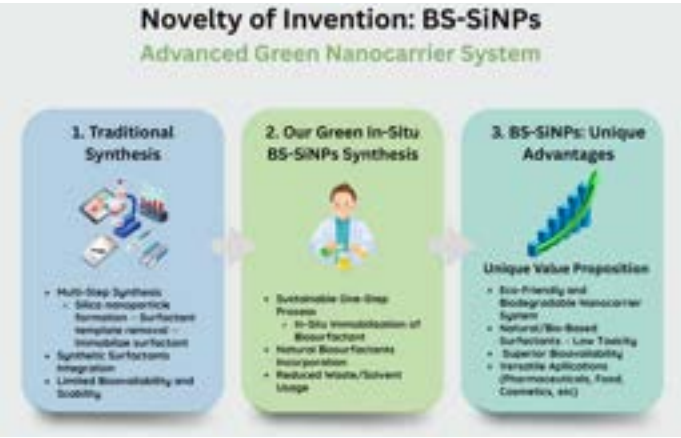 Novelty of Invention: BS-SiNPs
Advanced Green Nanocarrier System
1. Traditional
Synthesis
• Multi-Step Synthesis
• Silica nanoparticle
formation - Surfactant
template removal -
Immobilize surfactant
• Synthetic Surfactants
Integration
• Limited Bioavailability and
Scability
2. Our Green In-Situ
BS-SiNPs Synthesis
• Sustainable One-Step
Process
• In-Situ Immobilisation of
Biosurfactant
• Natural Biosurfactants
Incorporation
• Reduced Waste/Solvent
Usage
3. BS-SiNPs: Unique
Advantages
Unique Value Proposition
• Eco-Friendly and
Biodegradable Nanocarrier
System
• Natural/Bio-Based
Surfactants - Low Toxicity
• Superior Bioavailability
• Versatile Aplications
(Pharmaceuticals, Food,
Cosmetics, etc)